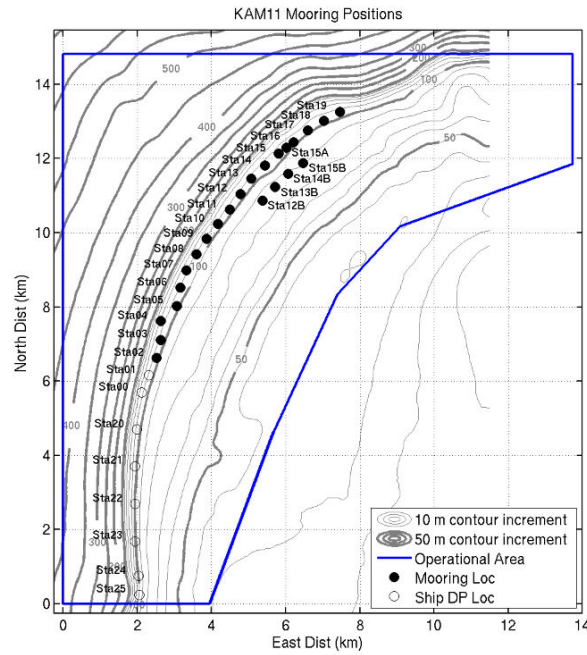 KAM11 Mooring Positions
14
12
10
8
6
4
2
0
North Dist (km)
0
2
4
6
8
10
12
14
East Dist (km)
500
400
300
200
100
300
100
50
50
400
300
Sta19
Sta18
Sta17
Sta16
Sta15
Sta15A
Sta14
Sta15B
Sta13
Sta14B
Sta12
Sta13B
Sta11
Sta12B
Sta10
Sta09
Sta08
Sta07
Sta06
Sta05
Sta04
Sta03
Sta02
Sta01
Sta00
Sta20
Sta21
Sta22
Sta23
Sta24
Sta25
10 m contour increment
50 m contour increment
Operational Area
Mooring Loc
Ship DP Loc